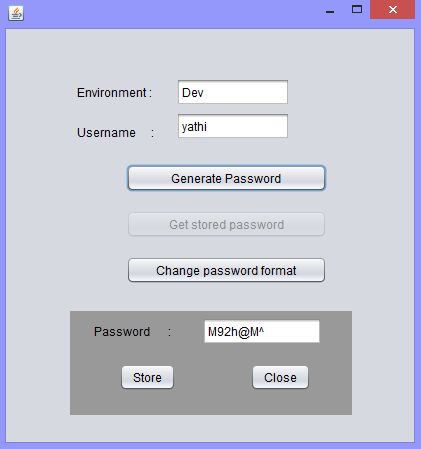 Environment : Dev
Username : yathi
Generate Password
Get stored password
Change password format
Password : M92h@M^
Store Close